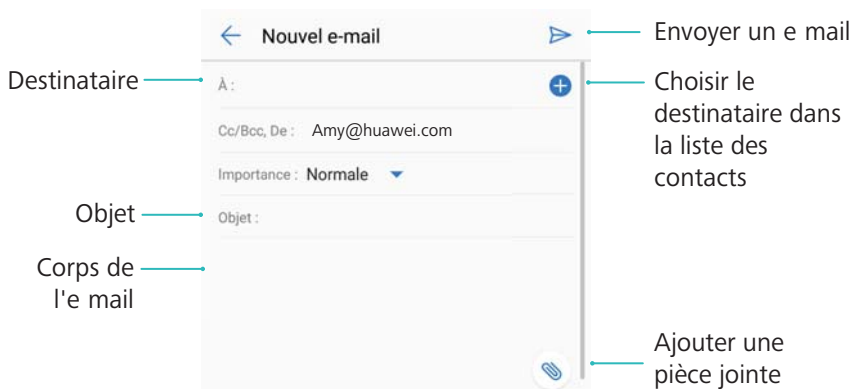 Nouvel e-mail
Envoyer un e mail
Destinataire
À :
Choisir le
destinataire dans
la liste des
contacts
Cc/Bcc, De : Amy@huawei.com
Importance : Normale
Objet
Objet :
Corps de
l'e mail
Ajouter une
pièce jointe